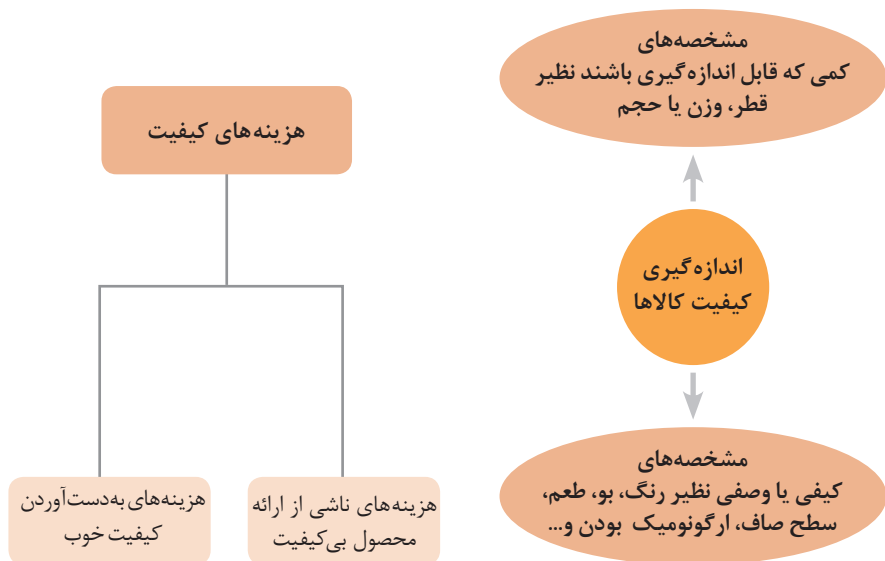 مشخصه‌های
کمی که قابل اندازه‌گیری باشند نظیر
قطر، وزن یا حجم
اندازه‌گیری
کیفیت کالاها
مشخصه‌های
کیفی یا وصفی نظیر رنگ، بو، طعم،
سطح صاف، ارگونومیک بودن و...
هزینه‌های کیفیت
هزینه‌های ناشی از ارائه
محصول بی‌کیفیت
هزینه‌های به‌دست‌آوردن
کیفیت خوب